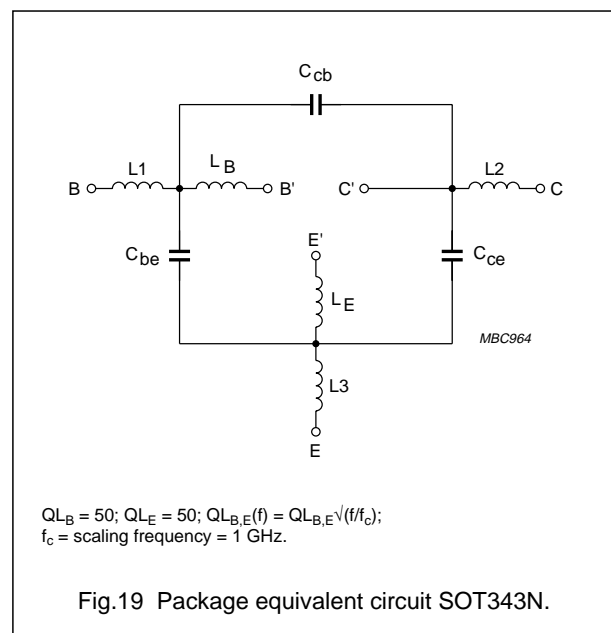 C_cb
L1
L_B
L2
B
B'
C'
C
E'
C_be
C_ce
L_E
MBC964
L3
E
QL_B = 50; QL_E = 50; QL_B,E(f) = QL_B,E√(f/f_c);
f_c = scaling frequency = 1 GHz.
Fig.19 Package equivalent circuit SOT343N.